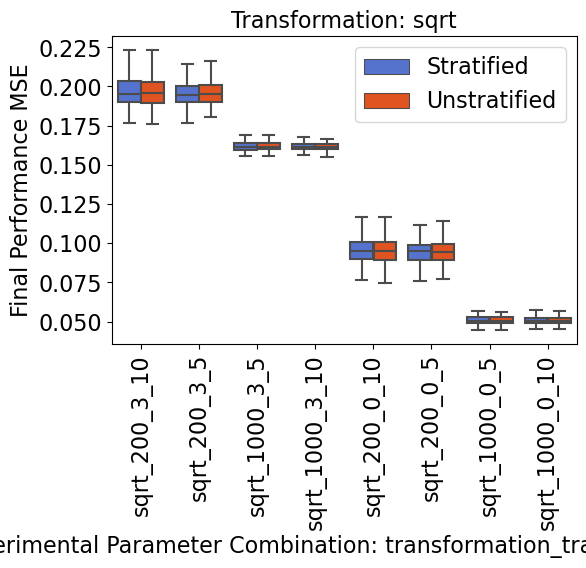 Transformation: sqrt
Final Performance MSE
0.225
0.200
0.175
0.150
0.125
0.100
0.075
0.050
Stratified
Unstratified
sqrt_200_3_10
sqrt_200_3_5
sqrt_1000_3_5
sqrt_1000_3_10
sqrt_200_0_10
sqrt_200_0_5
sqrt_1000_0_5
sqrt_1000_0_10
erimental Parameter Combination: transformation_tra